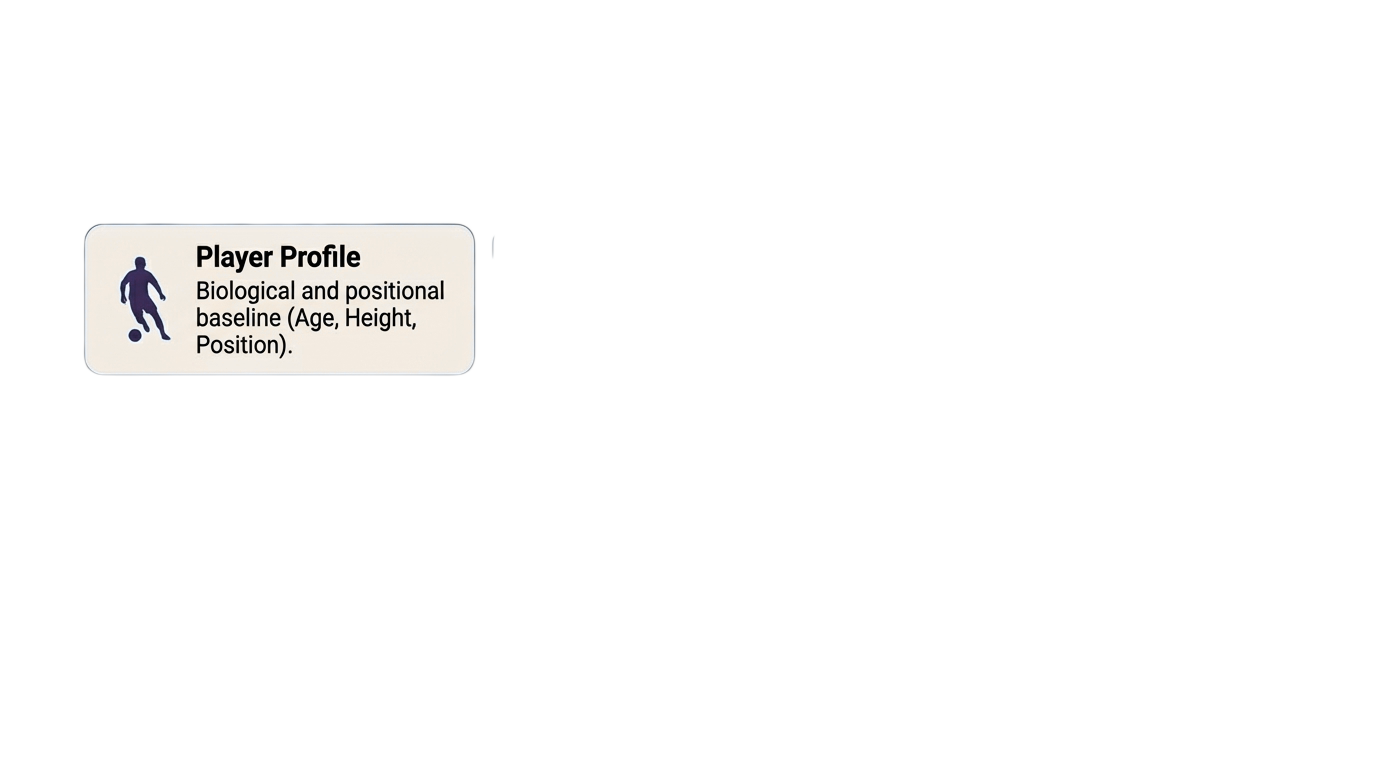 Player Profile
Biological and positional
baseline (Age, Height,
Position).